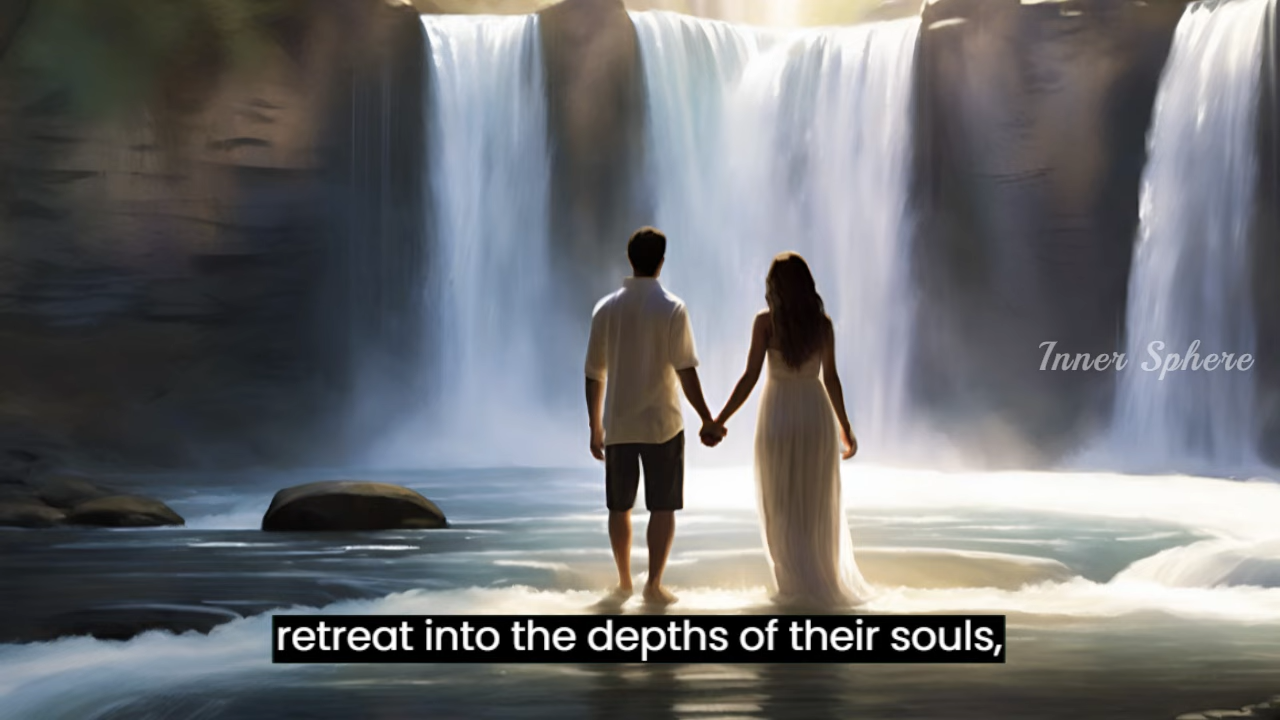 Inner Sphere
retreat into the depths of their souls,